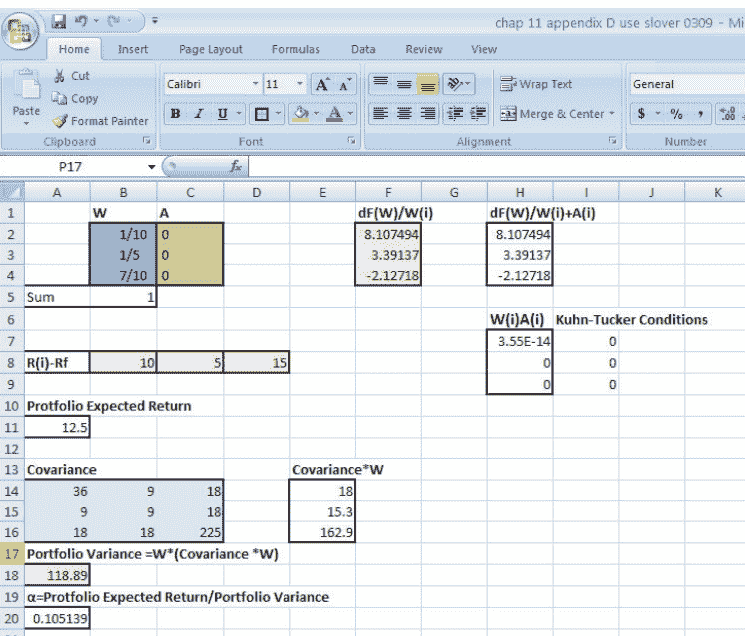 chap 11 appendix D use slover 0309 - Mi
Home Insert Page Layout Formulas Data Review View
Paste
Cut
Copy
Format Painter
Clipboard
Calibri 11 A A
B I U A
Font
Wrap Text
Merge & Center
Alignment
General
$ % , .00
Number
P17 fx
A B C D E F G H I J K
1 W A dF(W)/W(i) dF(W)/W(i)+A(i)
2 1/10 0 8.107494 8.107494
3 1/5 0 3.39137 3.39137
4 7/10 0 -2.12718 -2.12718
5 Sum 1
6 W(i)A(i) Kuhn-Tucker Conditions
7 3.55E-14 0
8 R(i)-Rf 10 5 15 0 0
9 0 0
10 Protfolio Expected Return
11 12.5
12
13 Covariance Covariance*W
14 36 9 18 18
15 9 9 18 15.3
16 18 18 225 162.9
17 Portfolio Variance =W*(Covariance *W)
18 118.89
19 α=Protfolio Expected Return/Portfolio Variance
20 0.105139